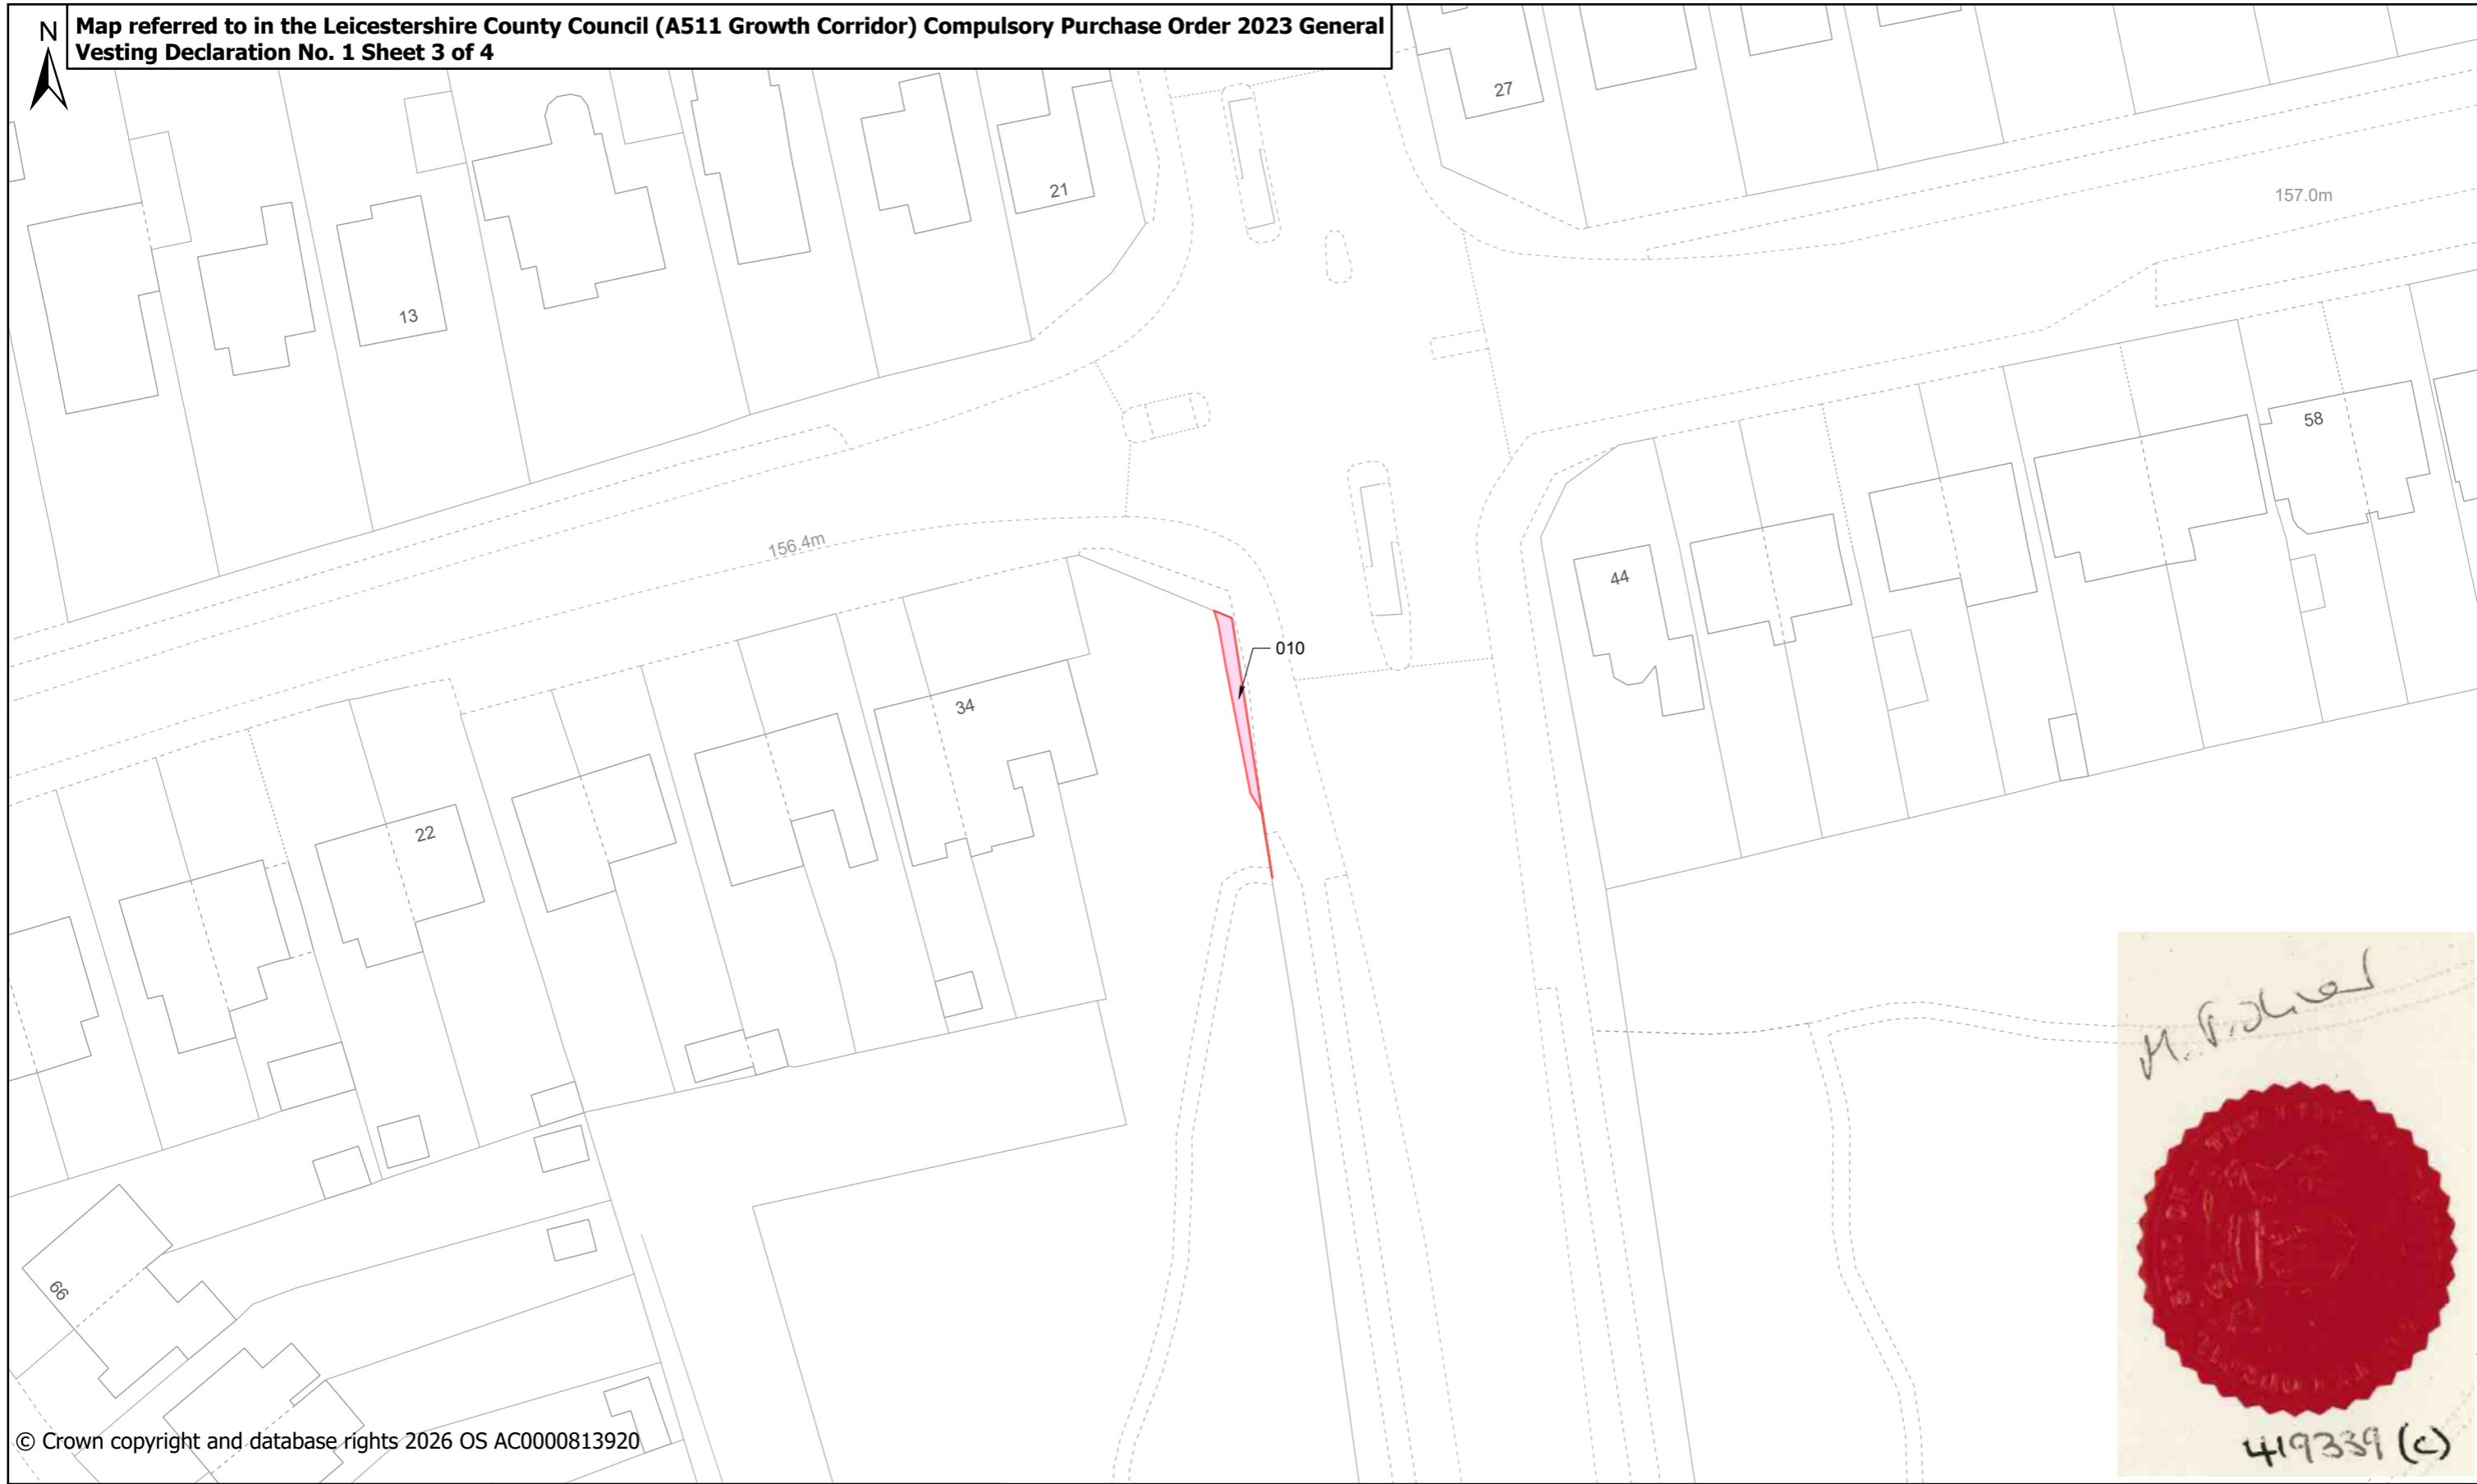 N
Map referred to in the Leicestershire County Council (A511 Growth Corridor) Compulsory Purchase Order 2023 General
Vesting Declaration No. 1 Sheet 3 of 4
27
21
157.0m
13
58
156.4m
44
010
34
22
66
© Crown copyright and database rights 2026 OS AC0000813920
419339 (c)